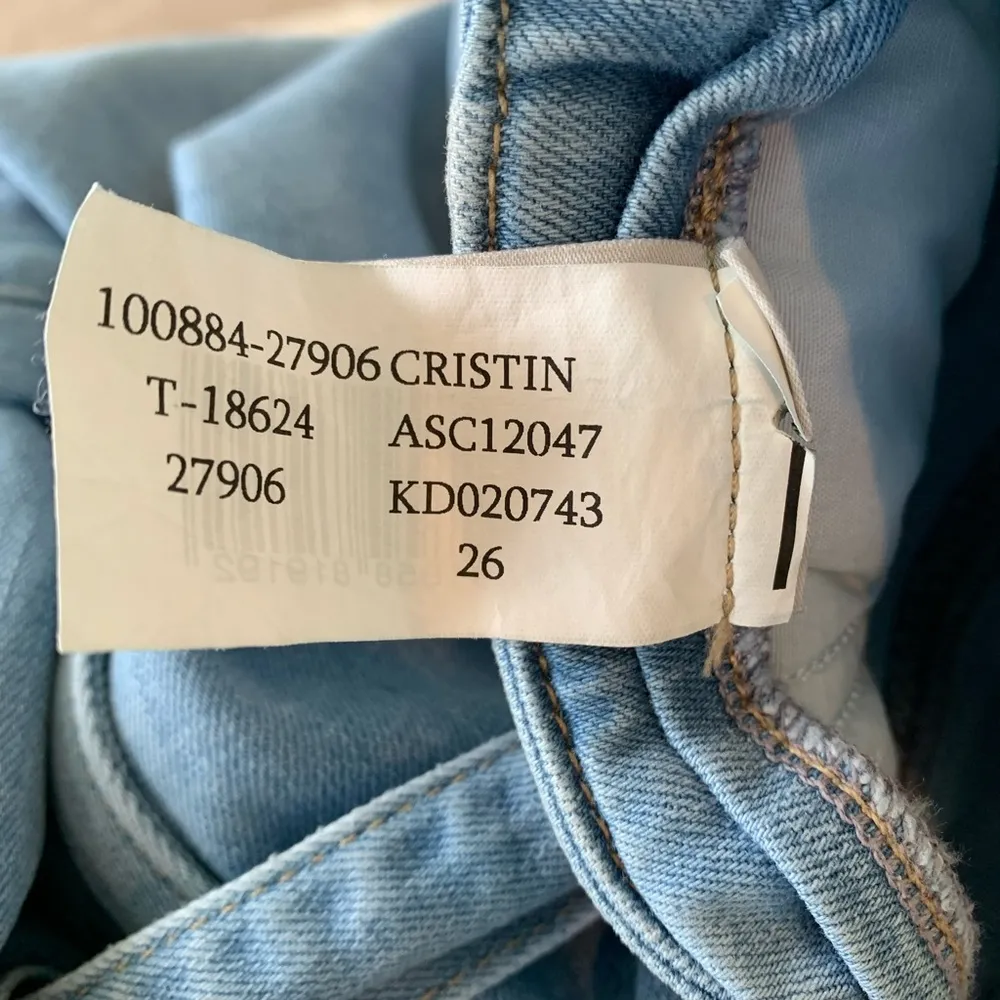 100884-27906 CRISTIN
T-18624 ASC12047
27906 KD020743
26